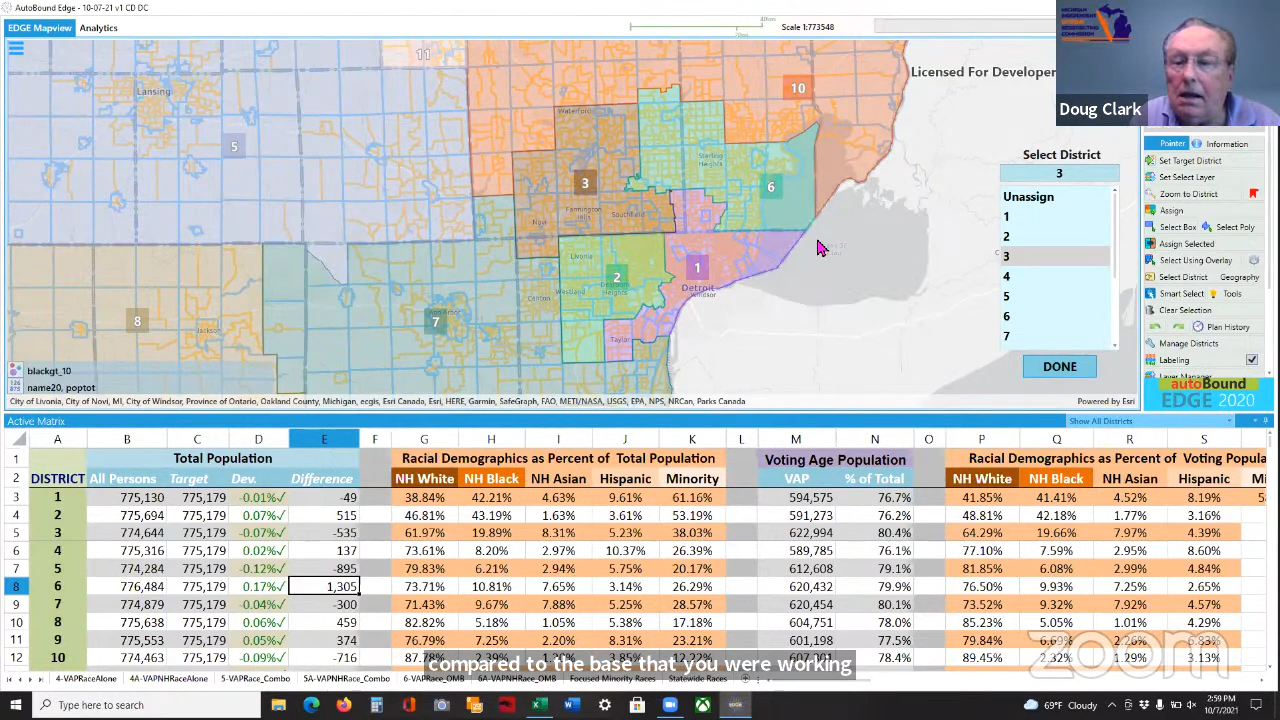 AutoBound Edge - 10-07-21 v1 CD DC
EDGE Mapview Analytics
Scale 1:773548
Licensed For Developer
MICHIGAN
INDEPENDENT
REDISTRICTING
COMMISSION
Doug Clark
11
Lansing
5
Waterford
10
Sterling
Heights
3
6
Novi
Farmington
Hills
Southfield
Livonia
2
Westland
Dearborn
Heights
1
Detroit
Windsor
Canton
Ann Arbor
7
8
Jackson
Taylor
blackgt_10
name20, poptot
City of Livonia, City of Novi, MI, City of Windsor, Province of Ontario, Oakland County, Michigan, ecgis, Esri Canada, Esri, HERE, Garmin, SafeGraph, FAO, METI/NASA, USGS, EPA, NPS, NRCan, Parks Canada
Powered by Esri
Select District
3
Unassign
1
2
3
4
5
6
7
DONE
Pointer Information
Set Target District
Set Select Layer
Zoom to District
Assign
Select Box Select Poly
Assign Selected
Select Using Overlay
Select District Geography
Smart Select Tools
Clear Selection
Plan History
Manage Districts
Labeling
Layer Manager
autoBound
EDGE 2020
Active Matrix
Show All Districts
A B C D E F G H I J K L M N O P Q R S
1 Total Population Racial Demographics as Percent of Total Population Voting Age Population Racial Demographics as Percent of Voting Popula
2 DISTRICT All Persons Target Dev. Difference NH White NH Black NH Asian Hispanic Minority VAP % of Total NH White NH Black NH Asian Hispanic Mi
3 1 775,130 775,179 -0.01%✓ -49 38.84% 42.21% 4.63% 9.61% 61.16% 594,575 76.7% 41.85% 41.41% 4.52% 8.19%
4 2 775,694 775,179 0.07%✓ 515 46.81% 43.19% 1.63% 3.61% 53.19% 591,273 76.2% 48.81% 42.18% 1.77% 3.16%
5 3 774,644 775,179 -0.07%✓ -535 61.97% 19.89% 8.31% 5.23% 38.03% 622,994 80.4% 64.29% 19.66% 7.97% 4.39%
6 4 775,316 775,179 0.02%✓ 137 73.61% 8.20% 2.97% 10.37% 26.39% 589,785 76.1% 77.10% 7.59% 2.95% 8.60%
7 5 774,284 775,179 -0.12%✓ -895 79.83% 6.21% 2.94% 5.75% 20.17% 612,608 79.1% 81.85% 6.08% 2.99% 4.84%
8 6 776,484 775,179 0.17%✓ 1,305 73.71% 10.81% 7.65% 3.14% 26.29% 620,432 79.9% 76.50% 9.93% 7.25% 2.65%
9 7 774,879 775,179 -0.04%✓ -300 71.43% 9.67% 7.88% 5.25% 28.57% 620,454 80.1% 73.52% 9.32% 7.92% 4.57%
10 8 775,638 775,179 0.06%✓ 459 82.82% 5.18% 1.05% 5.38% 17.18% 604,751 78.0% 85.23% 5.05% 1.01% 4.29%
11 9 775,553 775,179 0.05%✓ 374 76.79% 7.25% 2.20% 8.31% 23.21% 601,198 77.5% 79.84% 6.69% 2.26% 6.83%
12 10 774,463 775,179 -0.09%✓ -716 87.78% 78.4% 89.45% 2.32% 1.36% 3.13%
compared to the base that you were working
zoom
4-VAPRaceAlone 4A-VAPNHRaceAlone 5-VAPRace_Combo 5A-VAPNHRace_Combo 6-VAPRace_OMB 6A-VAPNHRace_OMB Focused Minority Races Statewide Races
Type here to search
69°F Cloudy
2:59 PM
10/7/2021